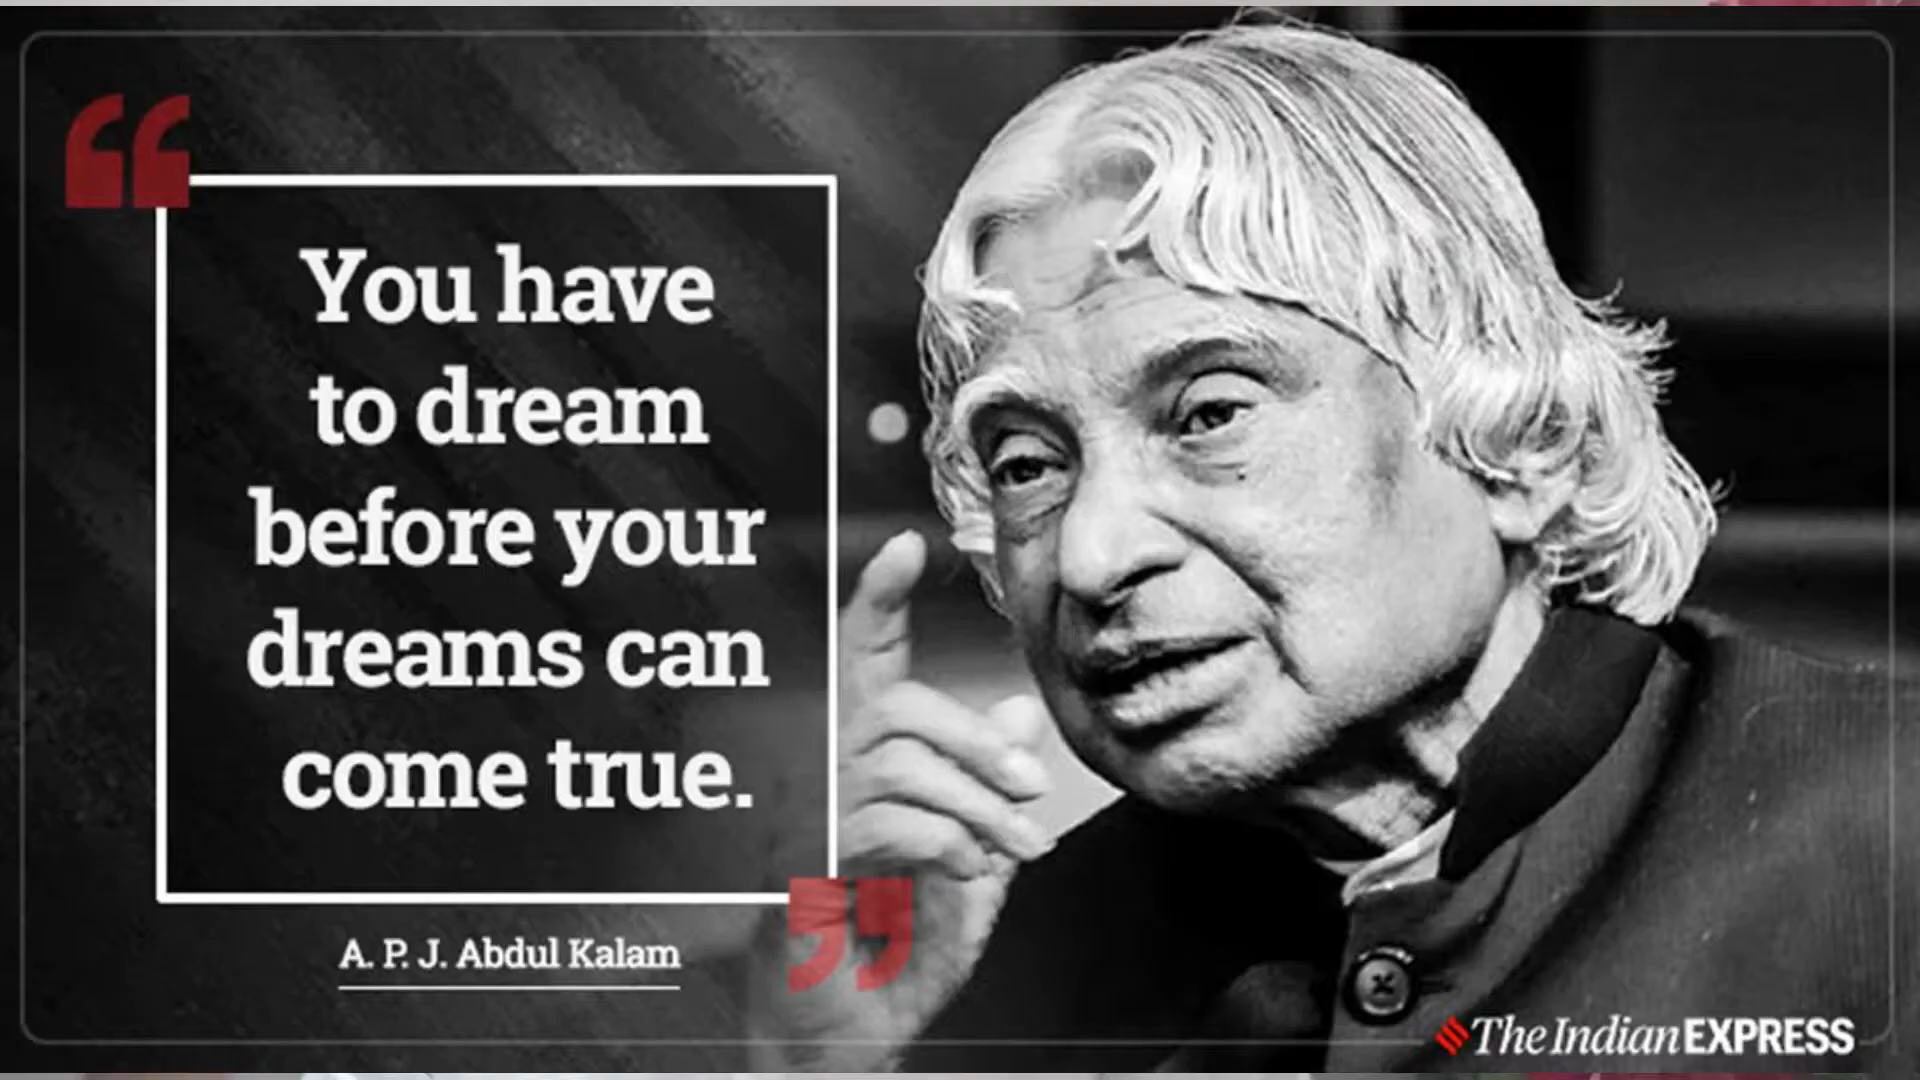 You have
to dream
before your
dreams can
come true.
A. P. J. Abdul Kalam
The Indian EXPRESS